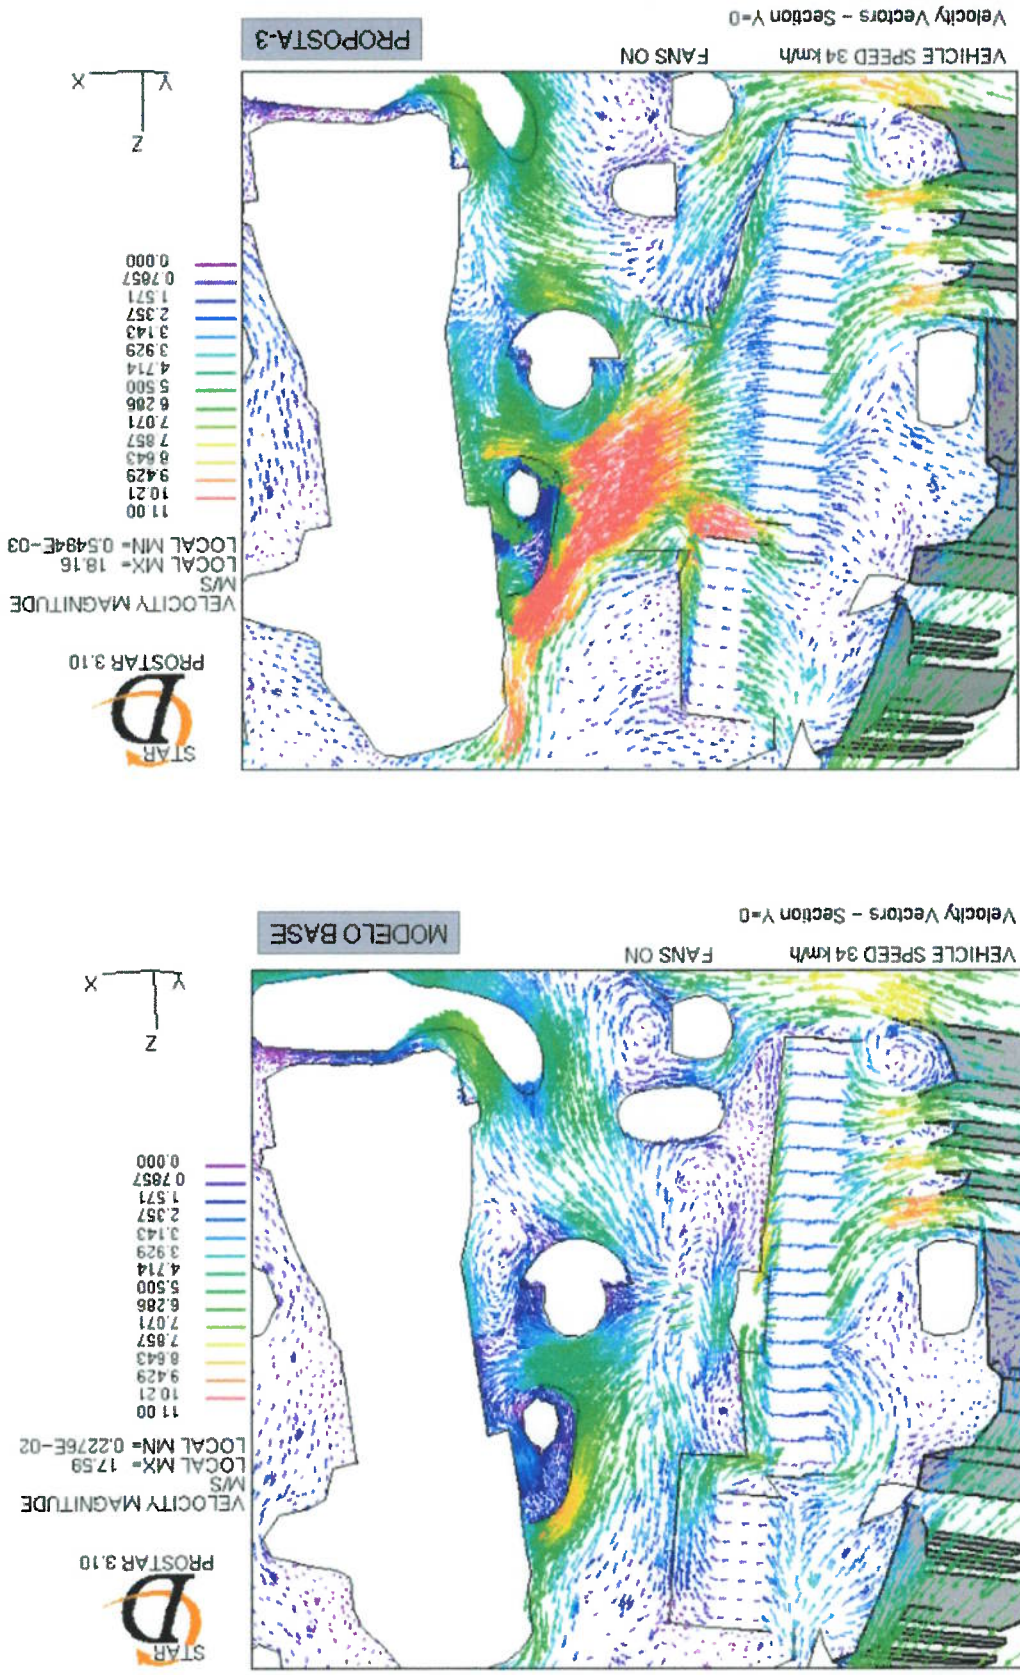 STAR
D
PROSTAR 3.10
VELOCITY MAGNITUDE
M/S
LOCAL MX= 17.59
LOCAL MN= 0.2276E-02
11.00
10.21
9.429
8.643
7.857
7.071
6.286
5.500
4.714
3.929
3.143
2.357
1.571
0.7857
0.000
Z
Y X
VEHICLE SPEED 34 km/h FANS ON
Velocity Vectors - Section Y=0
MODELO BASE
STAR
D
PROSTAR 3.10
VELOCITY MAGNITUDE
M/S
LOCAL MX= 18.16
LOCAL MN= 0.5494E-03
11.00
10.21
9.429
8.643
7.857
7.071
6.286
5.500
4.714
3.929
3.143
2.357
1.571
0.7857
0.000
Z
Y X
VEHICLE SPEED 34 km/h FANS ON
Velocity Vectors - Section Y=0
PROPOSTA-3